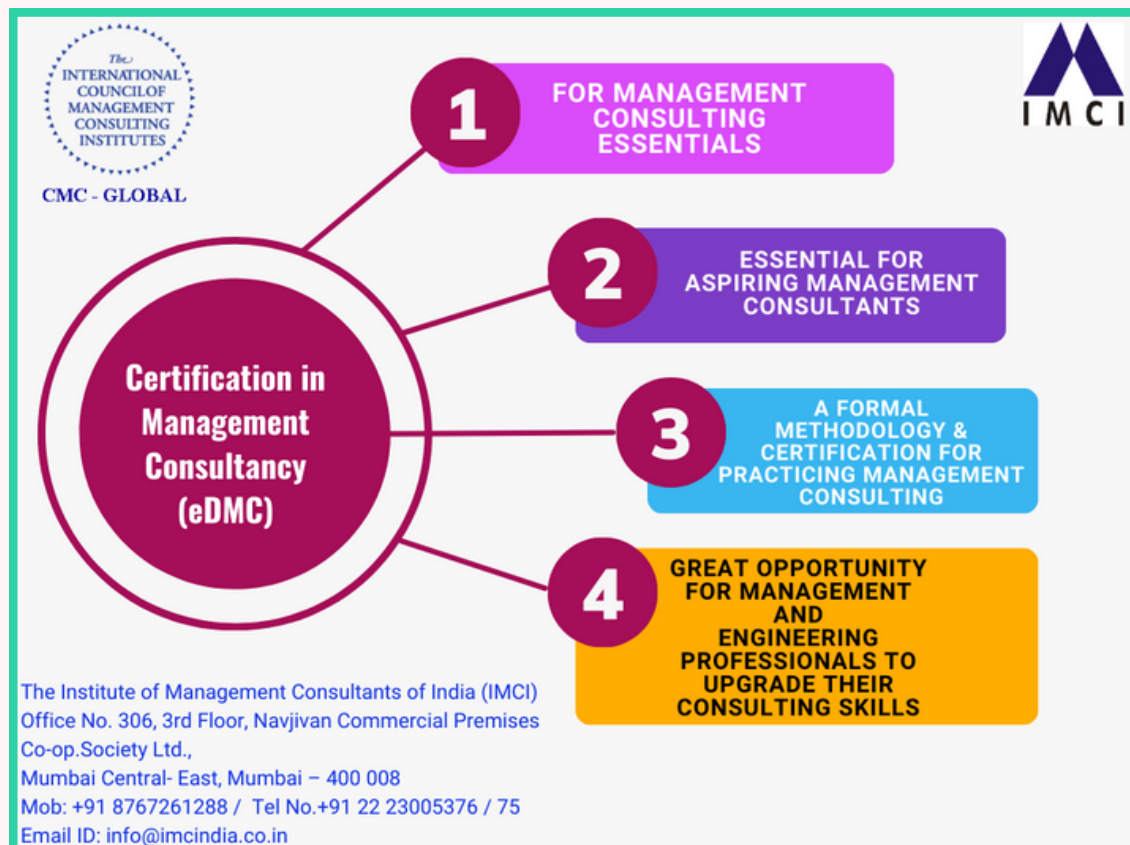 The
INTERNATIONAL
COUNCILOF
MANAGEMENT
CONSULTING
INSTITUTES
CMC - GLOBAL
IMCI
1
FOR MANAGEMENT
CONSULTING
ESSENTIALS
2
ESSENTIAL FOR
ASPIRING MANAGEMENT
CONSULTANTS
Certification in
Management
Consultancy
(eDMC)
3
A FORMAL
METHODOLOGY &
CERTIFICATION FOR
PRACTICING MANAGEMENT
CONSULTING
4
GREAT OPPORTUNITY
FOR MANAGEMENT
AND
ENGINEERING
PROFESSIONALS TO
UPGRADE THEIR
CONSULTING SKILLS
The Institute of Management Consultants of India (IMCI)
Office No. 306, 3rd Floor, Navjivan Commercial Premises
Co-op.Society Ltd.,
Mumbai Central- East, Mumbai – 400 008
Mob: +91 8767261288 / Tel No.+91 22 23005376 / 75
Email ID: info@imcindia.co.in